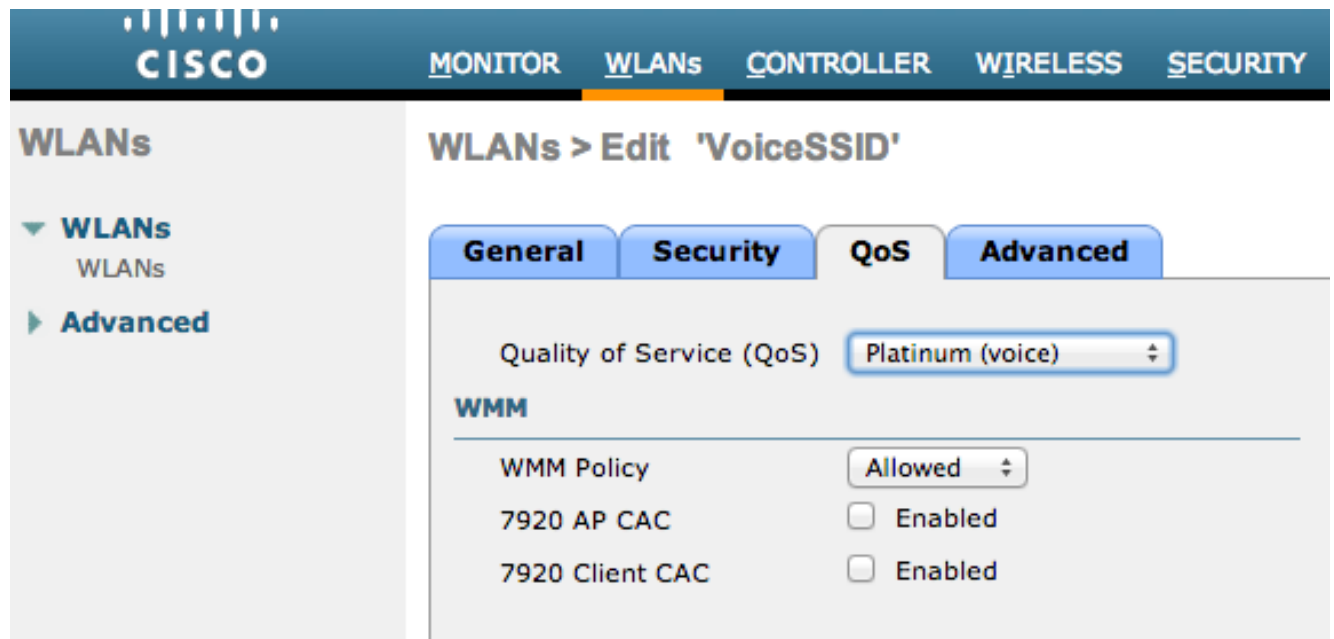 CISCO
MONITOR WLANs CONTROLLER WIRELESS SECURITY
WLANs
WLANs
WLANs
Advanced
WLANs > Edit 'VoiceSSID'
General Security QoS Advanced
Quality of Service (QoS) Platinum (voice)
WMM
WMM Policy Allowed
7920 AP CAC Enabled
7920 Client CAC Enabled